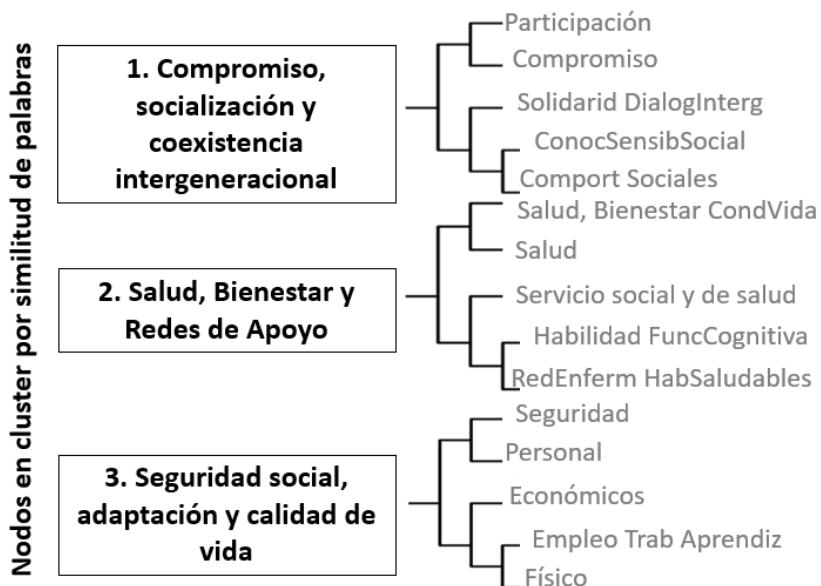 Nodos en cluster por similitud de palabras
1. Compromiso,
socialización y
coexistencia
intergeneracional
Participación
Compromiso
Solidarid DialogInterg
ConocSensibSocial
Comport Sociales
2. Salud, Bienestar y
Redes de Apoyo
Salud, Bienestar CondVida
Salud
Servicio social y de salud
Habilidad FuncCognitiva
RedEnferm HabSaludables
3. Seguridad social,
adaptación y calidad de
vida
Seguridad
Personal
Económicos
Empleo Trab Aprendiz
Físico